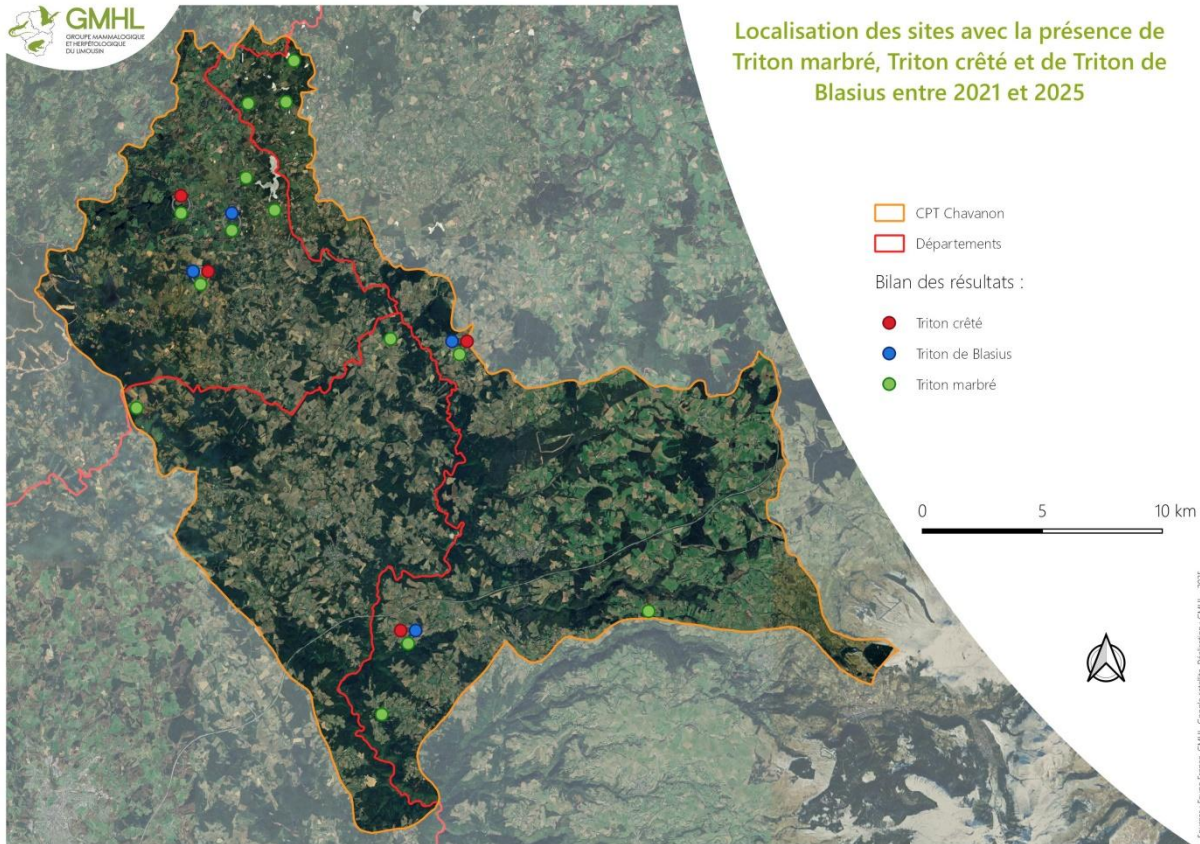 GMHL
GROUPE MAMMALOGIQUE
ET HERPÉTOLOGIQUE
DU LIMOUSIN
Localisation des sites avec la présence de
Triton marbré, Triton crêté et de Triton de
Blasius entre 2021 et 2025
CPT Chavanon
Départements
Bilan des résultats :
Triton crêté
Triton de Blasius
Triton marbré
0 5 10 km